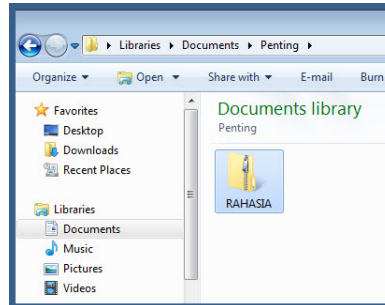 Libraries Documents Penting
Organize Open Share with E-mail Burn
Favorites
Desktop
Downloads
Recent Places
Libraries
Documents
Music
Pictures
Videos
Documents library
Penting
RAHASIA